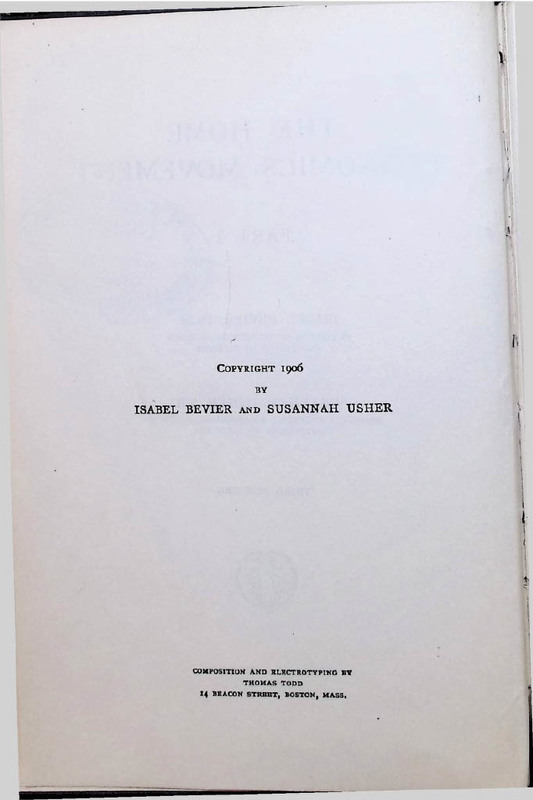 COPYRIGHT 1906
BY
ISABEL BEVIER AND SUSANNAH USHER
COMPOSITION AND ELECTROTYPING BY
THOMAS TODD
14 BEACON STREET, BOSTON, MASS.